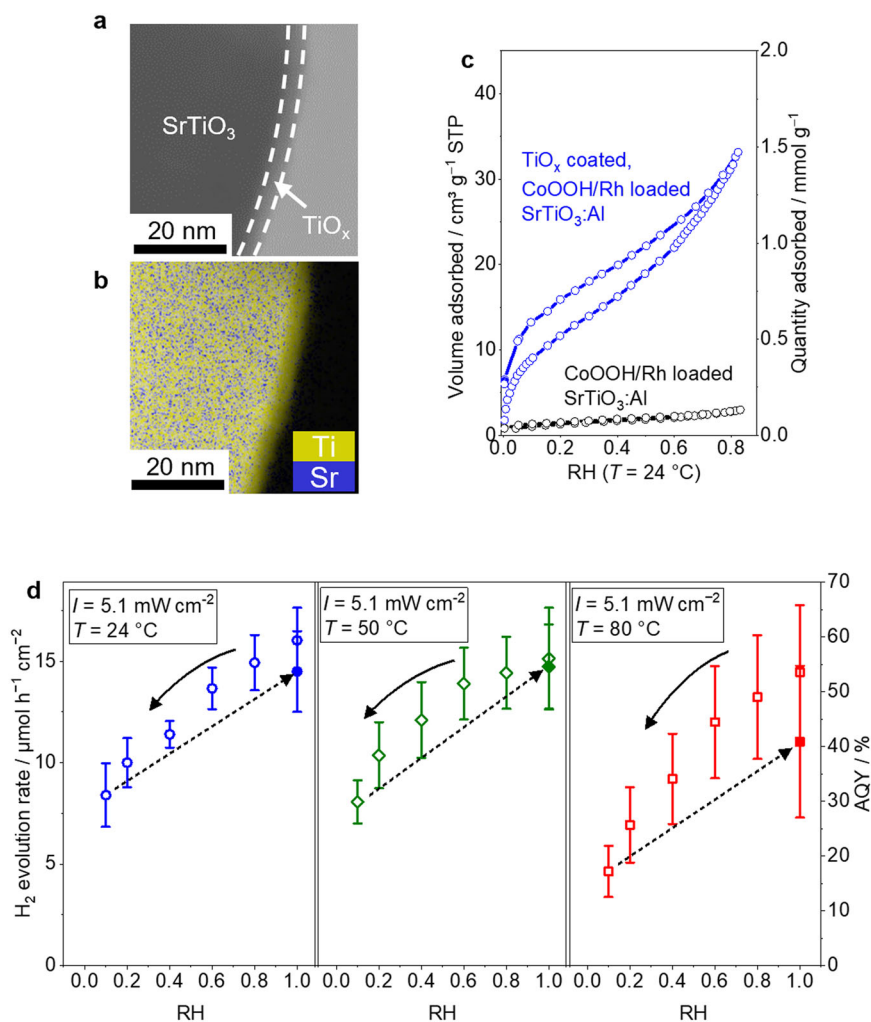 a
SrTiO₃
TiOₓ
20 nm
b
20 nm
Ti
Sr
c
Volume adsorbed / cm³ g⁻¹ STP
40
30
20
10
0
TiOₓ coated,
CoOOH/Rh loaded
SrTiO₃:Al
CoOOH/Rh loaded
SrTiO₃:Al
2.0
1.5
1.0
0.5
0.0
Quantity adsorbed / mmol g⁻¹
0.0 0.2 0.4 0.6 0.8
RH (T = 24 °C)
d
H₂ evolution rate / µmol h⁻¹ cm⁻²
15
10
5
0
I = 5.1 mW cm⁻²
T = 24 °C
I = 5.1 mW cm⁻²
T = 50 °C
I = 5.1 mW cm⁻²
T = 80 °C
70
60
50
40
30
20
10
0
AQY / %
0.0 0.2 0.4 0.6 0.8 1.0
0.0 0.2 0.4 0.6 0.8 1.0
0.0 0.2 0.4 0.6 0.8 1.0
RH
RH
RH